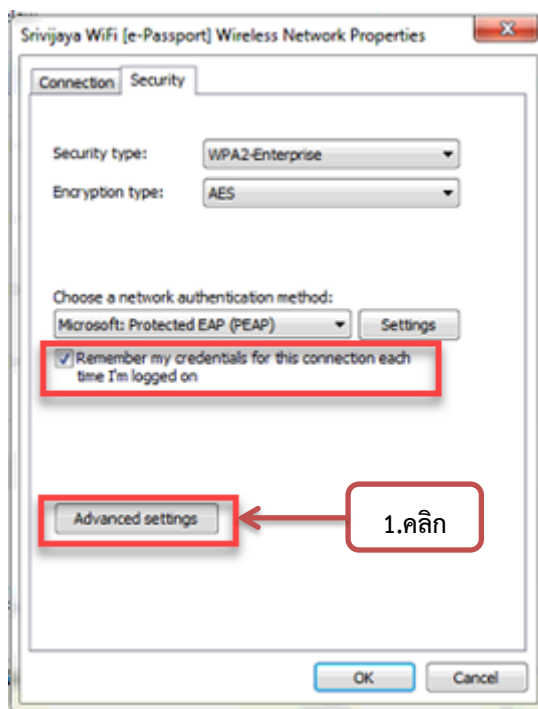 Srivijaya WiFi [e-Passport] Wireless Network Properties
Connection Security
Security type: WPA2-Enterprise
Encryption type: AES
Choose a network authentication method:
Microsoft: Protected EAP (PEAP) Settings
Remember my credentials for this connection each
time I'm logged on
Advanced settings
1.คลิก
OK Cancel